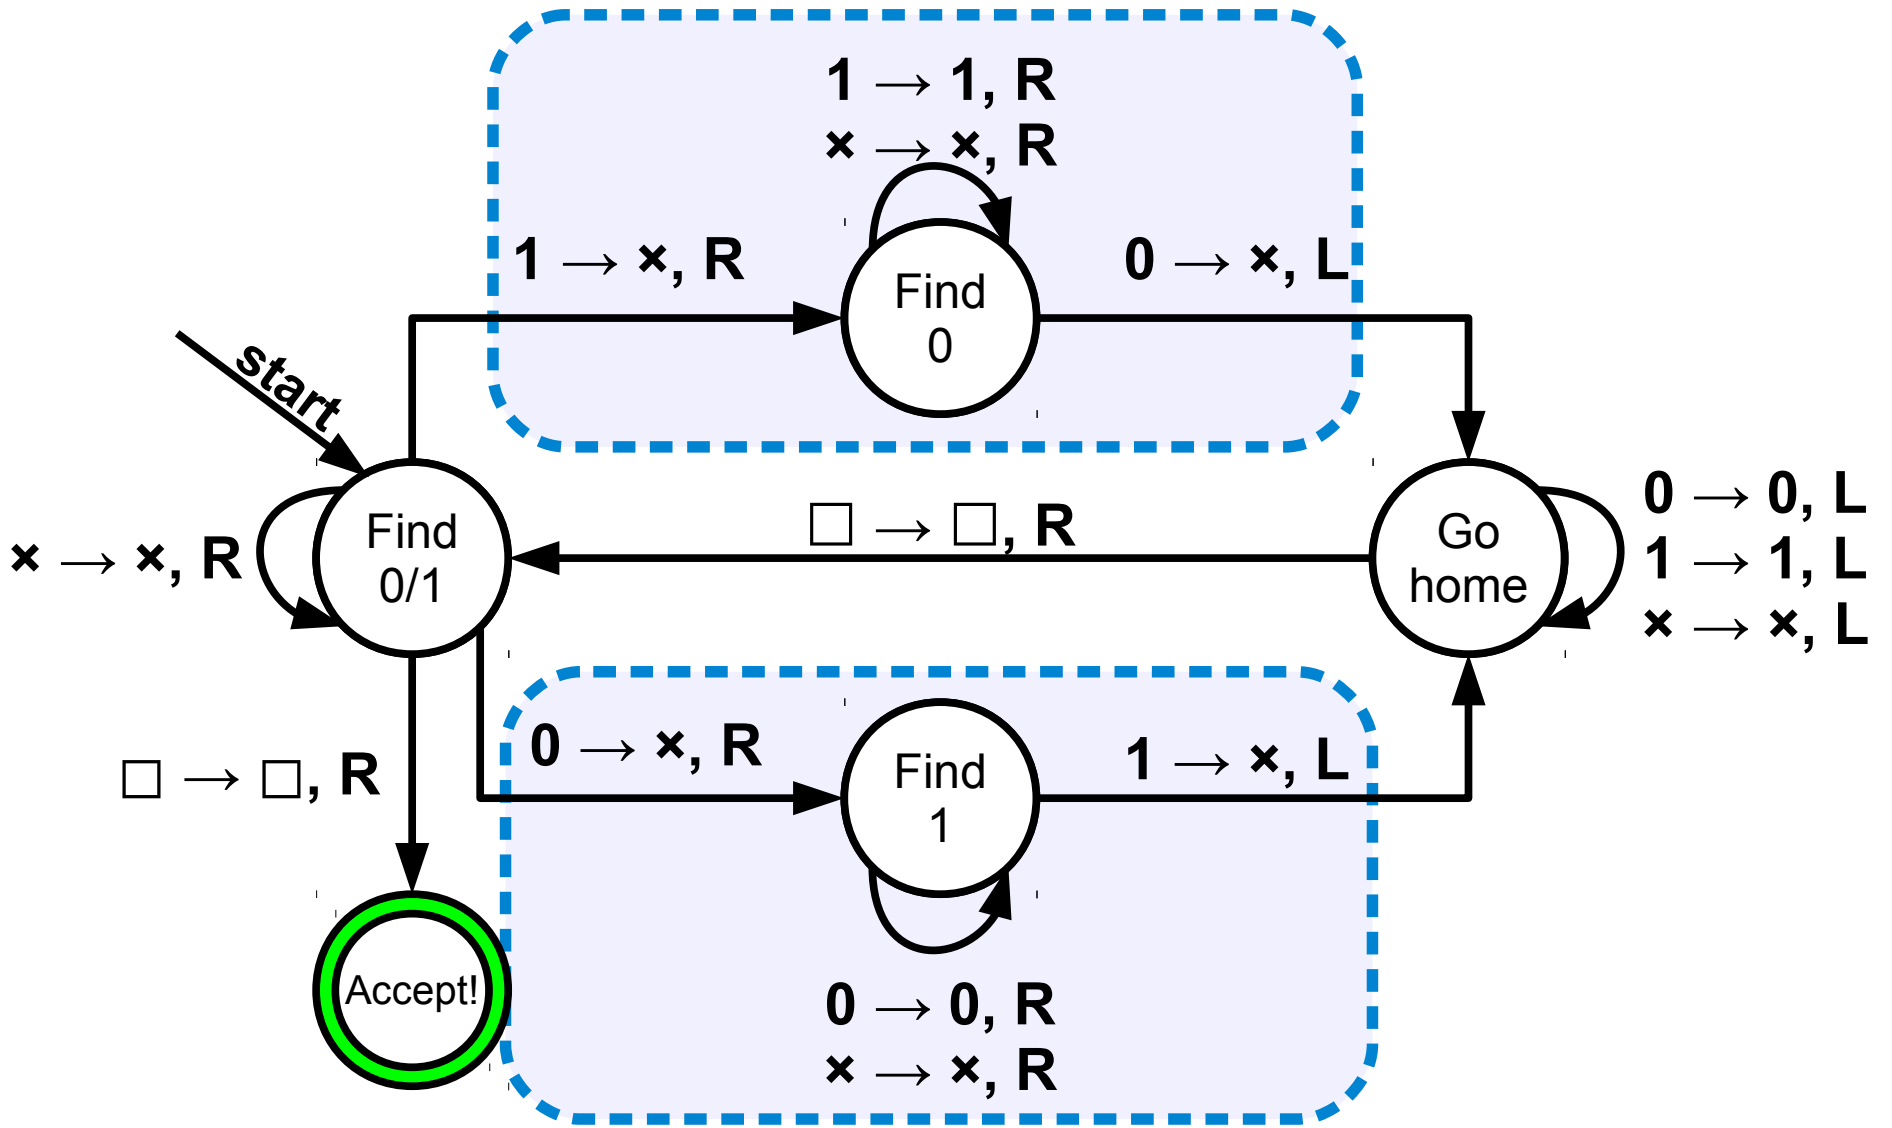 1 → 1, R
× → ×, R
1 → ×, R
Find
0
0 → ×, L
start
× → ×, R
Find
0/1
□ → □, R
Go
home
0 → 0, L
1 → 1, L
× → ×, L
□ → □, R
0 → ×, R
Find
1
1 → ×, L
Accept!
0 → 0, R
× → ×, R